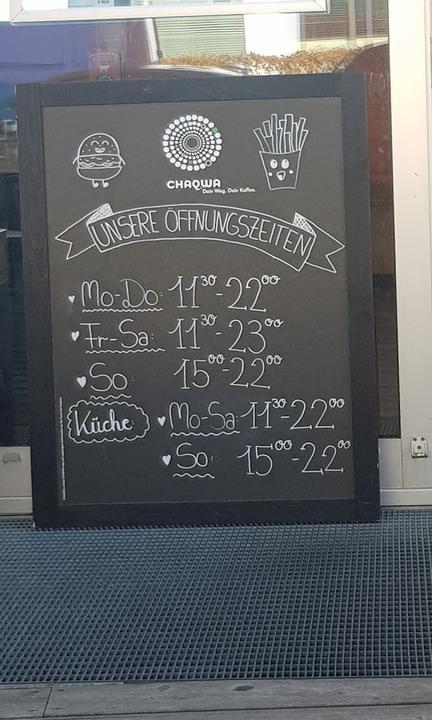 CHAQWA
Dein Weg. Dein Kaffee.
UNSERE ÖFFNUNGSZEITEN
Mo-Do: 11³⁰-22⁰⁰
Fr-Sa: 11³⁰-23⁰⁰
So 15⁰⁰-22⁰⁰
Küche: Mo-Sa: 11³⁰-22⁰⁰
So: 15⁰⁰-22⁰⁰